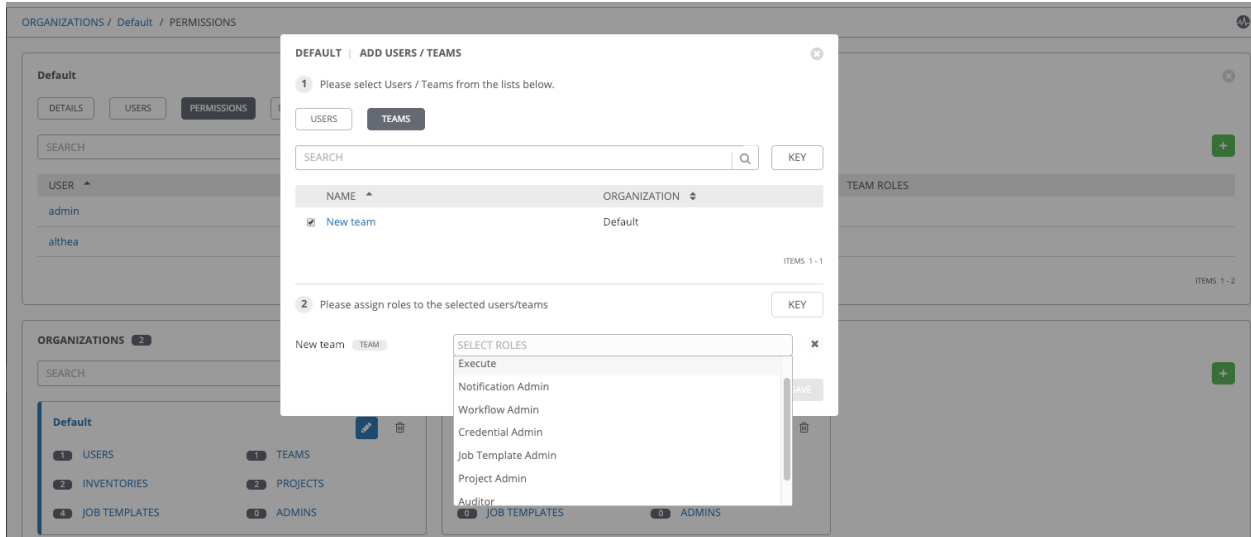 ORGANIZATIONS / Default / PERMISSIONS
DEFAULT | ADD USERS / TEAMS
1 Please select Users / Teams from the lists below.
USERS TEAMS
SEARCH KEY
NAME ORGANIZATION
New team Default
ITEMS 1 - 1
2 Please assign roles to the selected users/teams KEY
New team TEAM SELECT ROLES
Execute
Notification Admin
Workflow Admin
Credential Admin
Job Template Admin
Project Admin
Auditor
SAVE
Default
DETAILS USERS PERMISSIONS
SEARCH
USER TEAM ROLES
admin
althea
ITEMS 1 - 2
ORGANIZATIONS 2
SEARCH
Default
1 USERS 1 TEAMS
2 INVENTORIES 2 PROJECTS
4 JOB TEMPLATES 0 ADMINS
0 JOB TEMPLATES 0 ADMINS